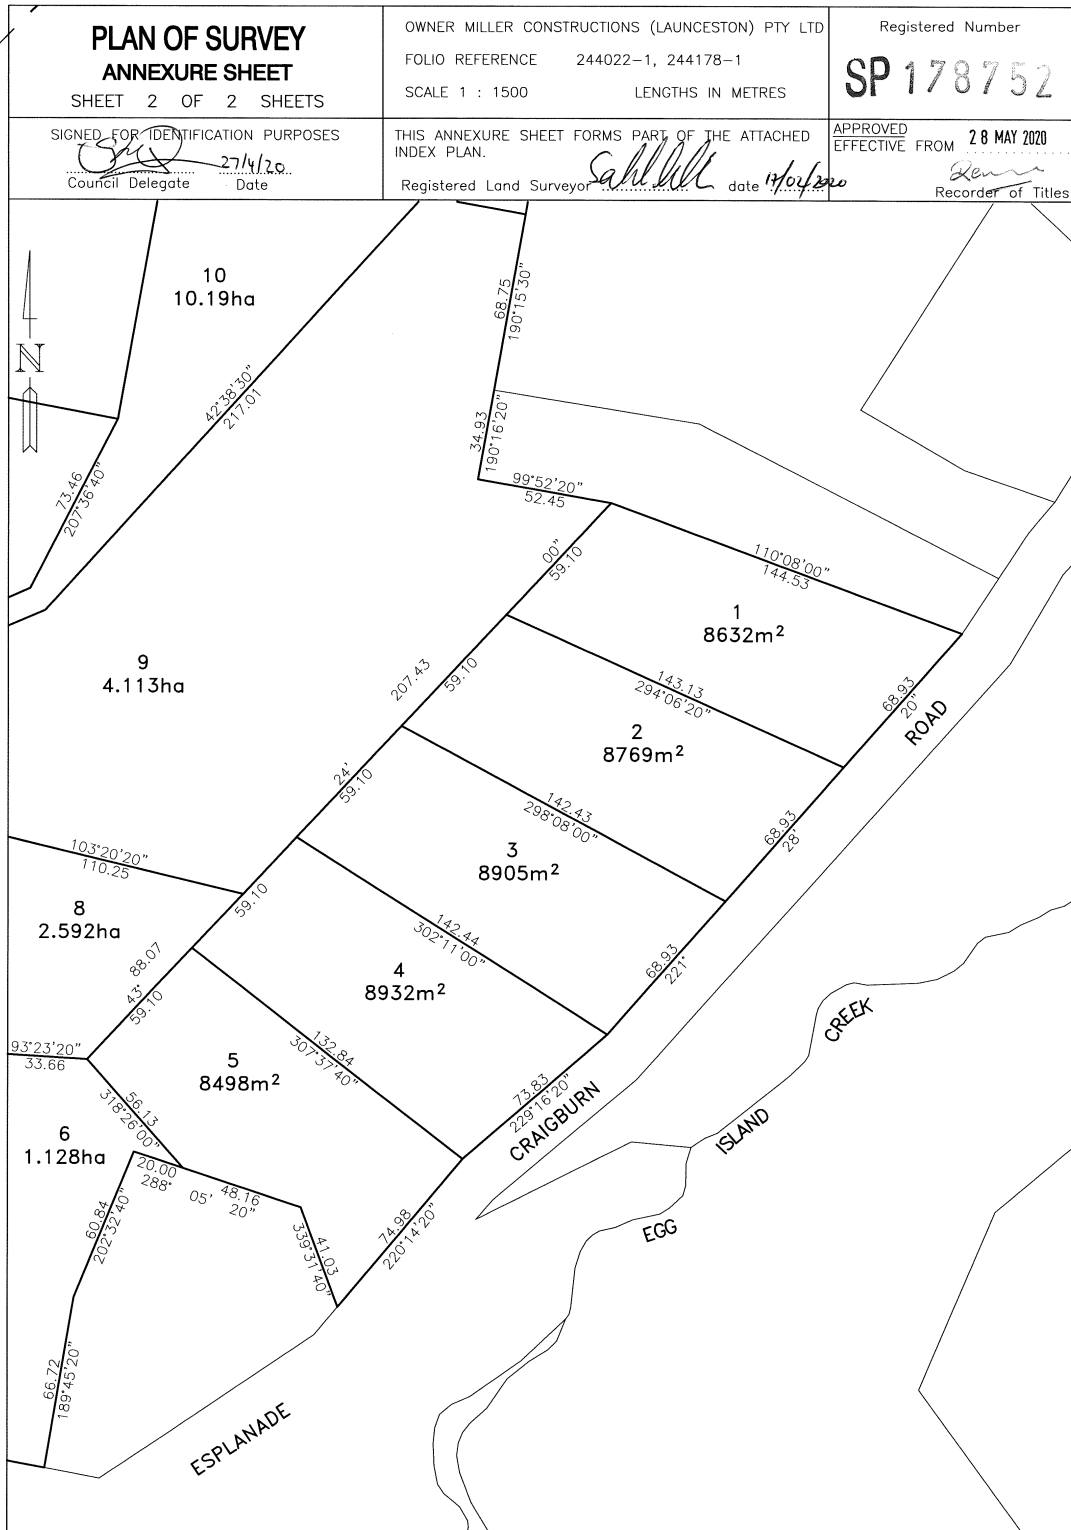 PLAN OF SURVEY
ANNEXURE SHEET
SHEET 2 OF 2 SHEETS
OWNER MILLER CONSTRUCTIONS (LAUNCESTON) PTY LTD
FOLIO REFERENCE 244022-1, 244178-1
SCALE 1 : 1500 LENGTHS IN METRES
Registered Number
SP 178752
SIGNED FOR IDENTIFICATION PURPOSES
27/4/20
Council Delegate Date
THIS ANNEXURE SHEET FORMS PART OF THE ATTACHED
INDEX PLAN.
Registered Land Surveyor date 17/02/2020
APPROVED
EFFECTIVE FROM 28 MAY 2020
Recorder of Titles
10
10.19ha
N
68.75
190°15'30"
42°38'30"
217.01
34.93
190°16'20"
73.46
207°36'40"
99°52'20"
52.45
00"
59.10
110°08'00"
144.53
1
8632m²
9
4.113ha
207.43
59.10
143.13
294°06'20"
68.93
20"
ROAD
2
8769m²
24'
59.10
142.43
298°08'00"
68.93
28'
103°20'20"
110.25
3
8905m²
59.10
8
2.592ha
142.44
302°11'00"
68.93
221°
88.07
43°
59.10
4
8932m²
CREEK
93°23'20"
33.66
5
8498m²
132.84
307°37'40"
73.83
229°16'20"
CRAIGBURN
56.13
318°26'00"
ISLAND
6
1.128ha
20.00
288° 05' 20"
48.16
60.84
202°32'40"
41.03
339°31'40"
74.98
220°14'20"
EGG
66.72
189°45'20"
ESPLANADE